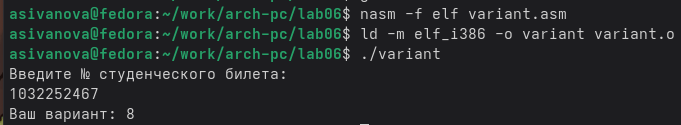 asivanova@fedora:~/work/arch-pc/lab06$ nasm -f elf variant.asm
asivanova@fedora:~/work/arch-pc/lab06$ ld -m elf_i386 -o variant variant.o
asivanova@fedora:~/work/arch-pc/lab06$ ./variant
Введите № студенческого билета:
1032252467
Ваш вариант: 8